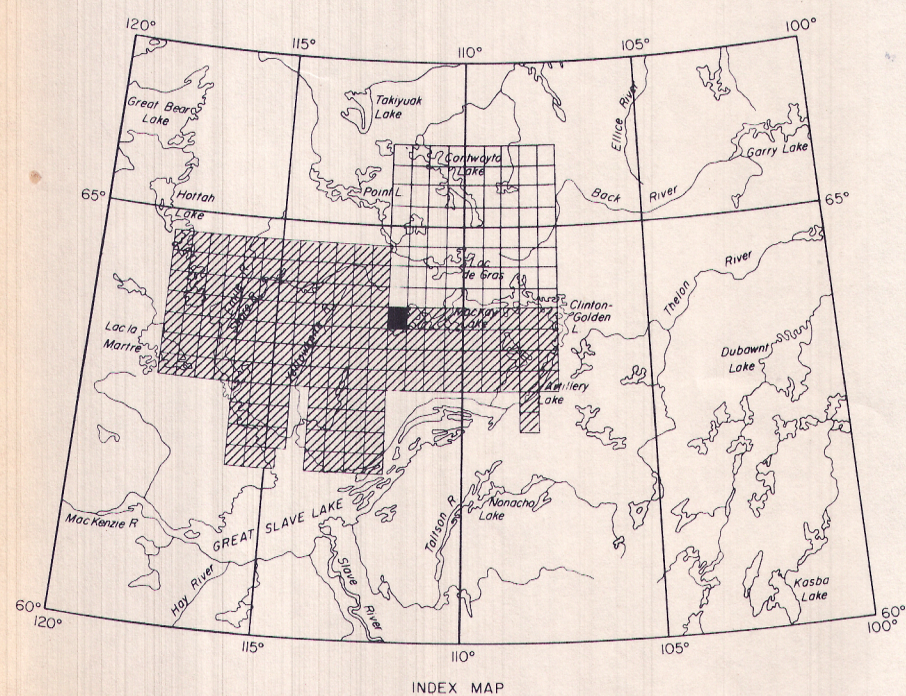 120°
115°
110°
105°
100°
Great Bear
Lake
Takiyuak
Lake
Ellice River
Garry Lake
Contwoyto
Lake
Point L
Back River
65°
65°
Hottah
Lake
Lac
de Gras
Thelon River
MacKay
Lake
Clinton-
Golden
L
Lac la
Martre
Yellowknife R
Dubawnt
Lake
Artillery
Lake
GREAT SLAVE LAKE
MacKenzie R
Taltson R
Nonacho
Lake
Hay River
Slave River
Kasba
Lake
60°
120°
115°
110°
105°
60°
100°
INDEX MAP